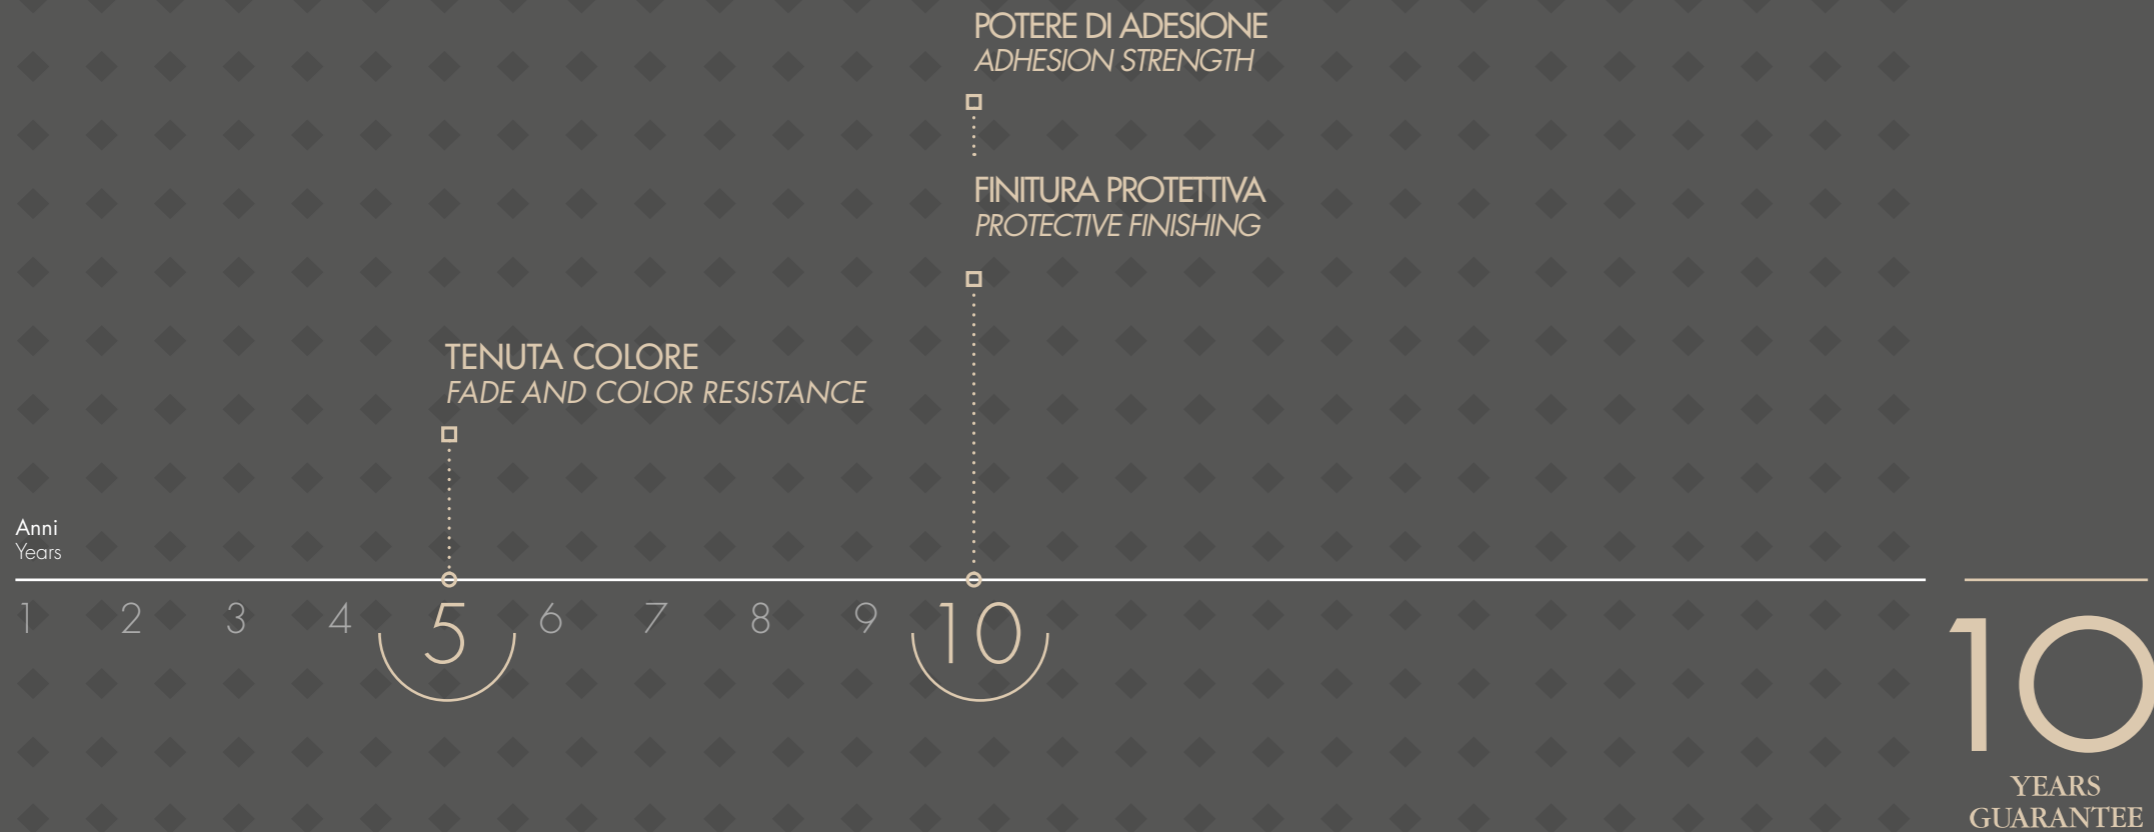 POTERE DI ADESIONE
ADHESION STRENGTH
FINITURA PROTETTIVA
PROTECTIVE FINISHING
TENUTA COLORE
FADE AND COLOR RESISTANCE
Anni
Years
1 2 3 4 5 6 7 8 9 10
10
YEARS
GUARANTEE